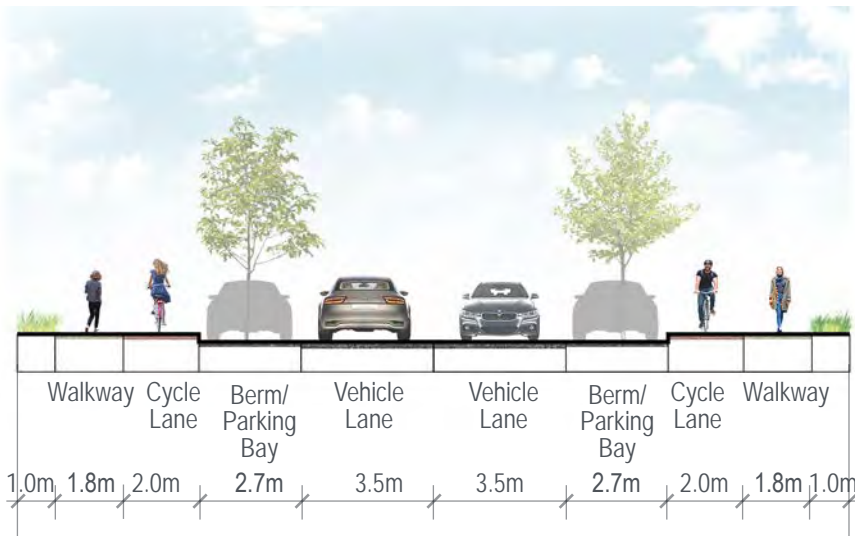 Walkway Cycle Lane Berm/ Parking Bay Vehicle Lane Vehicle Lane Berm/ Parking Bay Cycle Lane Walkway
1.0m 1.8m 2.0m 2.7m 3.5m 3.5m 2.7m 2.0m 1.8m 1.0m